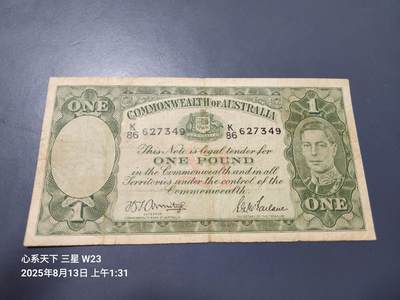 COMMONWEALTH OF AUSTRALIA
ONE
1
K
86 627349
K
86 627349
This Note is legal tender for
ONE POUND
in the Commonwealth and in all
Territories under the control of the
Commonwealth.
1
ONE
心系天下 三星 W23
2025年8月13日 上午1:31